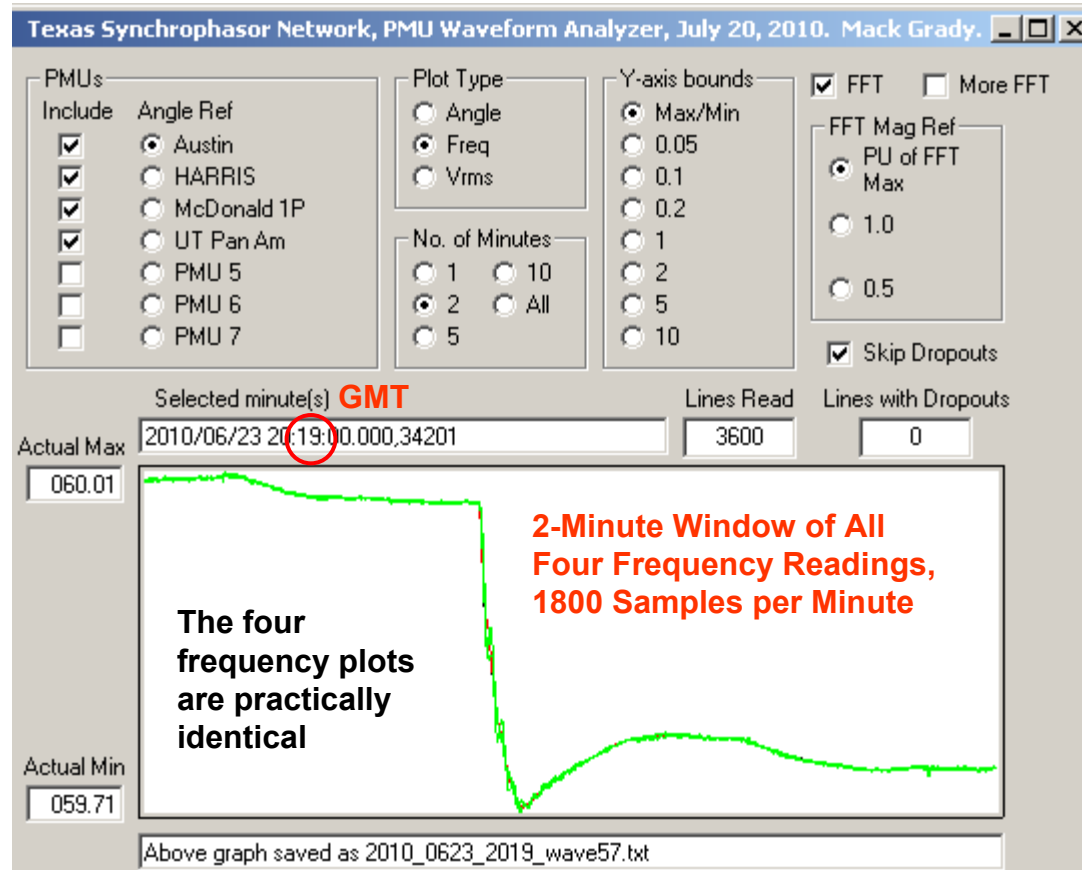 Texas Synchrophasor Network, PMU Waveform Analyzer, July 20, 2010. Mack Grady.
PMUs
Include Angle Ref
Austin
HARRIS
McDonald 1P
UT Pan Am
PMU 5
PMU 6
PMU 7
Plot Type
Angle
Freq
Vrms
No. of Minutes
1 10
2 All
5
Y-axis bounds
Max/Min
0.05
0.1
0.2
1
2
5
10
FFT More FFT
FFT Mag Ref
PU of FFT
Max
1.0
0.5
Skip Dropouts
Selected minute(s) GMT
Lines Read
Lines with Dropouts
2010/06/23 20:19:00.000,34201
3600
0
Actual Max
060.01
2-Minute Window of All
Four Frequency Readings,
1800 Samples per Minute
The four
frequency plots
are practically
identical
Actual Min
059.71
Above graph saved as 2010_0623_2019_wave57.txt